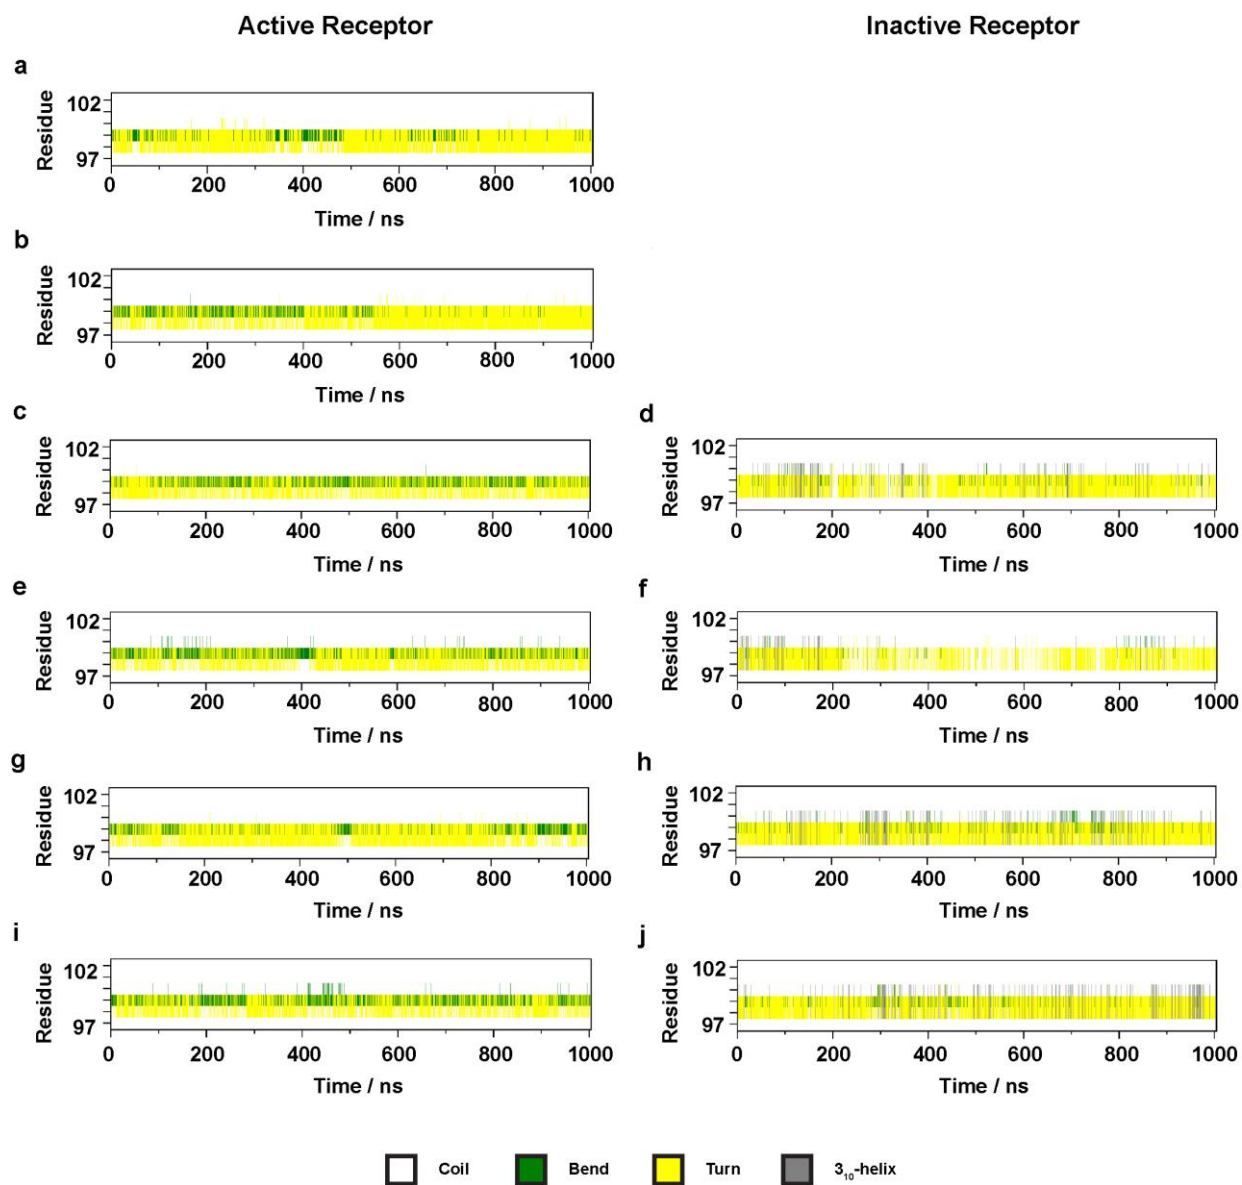 Active Receptor Inactive Receptor
a
Residue
102
97
0 200 400 600 800 1000
Time / ns
b
Residue
102
97
0 200 400 600 800 1000
Time / ns
c
Residue
102
97
0 200 400 600 800 1000
Time / ns
d
Residue
102
97
0 200 400 600 800 1000
Time / ns
e
Residue
102
97
0 200 400 600 800 1000
Time / ns
f
Residue
102
97
0 200 400 600 800 1000
Time / ns
g
Residue
102
97
0 200 400 600 800 1000
Time / ns
h
Residue
102
97
0 200 400 600 800 1000
Time / ns
i
Residue
102
97
0 200 400 600 800 1000
Time / ns
j
Residue
102
97
0 200 400 600 800 1000
Time / ns
Coil Bend Turn 3₁₀-helix